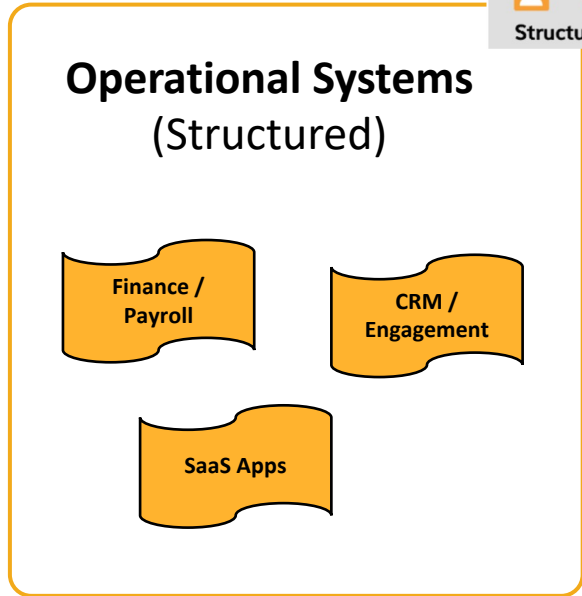 Structu
Operational Systems
(Structured)
Finance /
Payroll
CRM /
Engagement
SaaS Apps